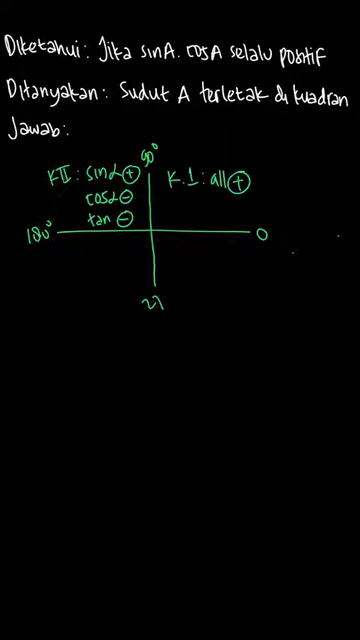 Diketahui: Jika sinA. cosA selalu positif
Ditanyakan: Sudut A terletak di kuadran
Jawab:
90°
KII: sinα + K.I: all +
cosα −
tan −
180° 0
27